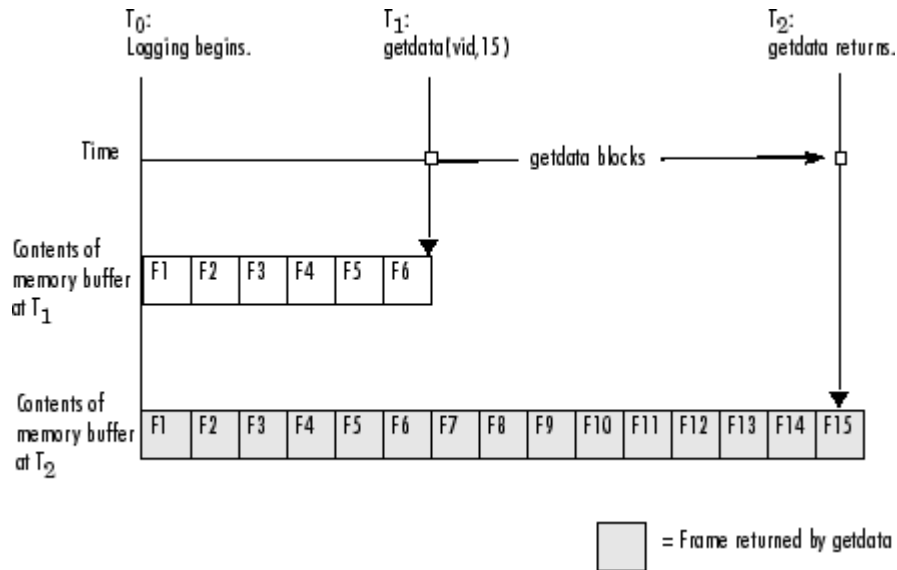 T0:
Logging begins.
T1:
getdata(vid,15)
T2:
getdata returns.
Time
getdata blocks
Contents of
memory buffer
at T1
F1 F2 F3 F4 F5 F6
Contents of
memory buffer
at T2
F1 F2 F3 F4 F5 F6 F7 F8 F9 F10 F11 F12 F13 F14 F15
= Frame returned by getdata